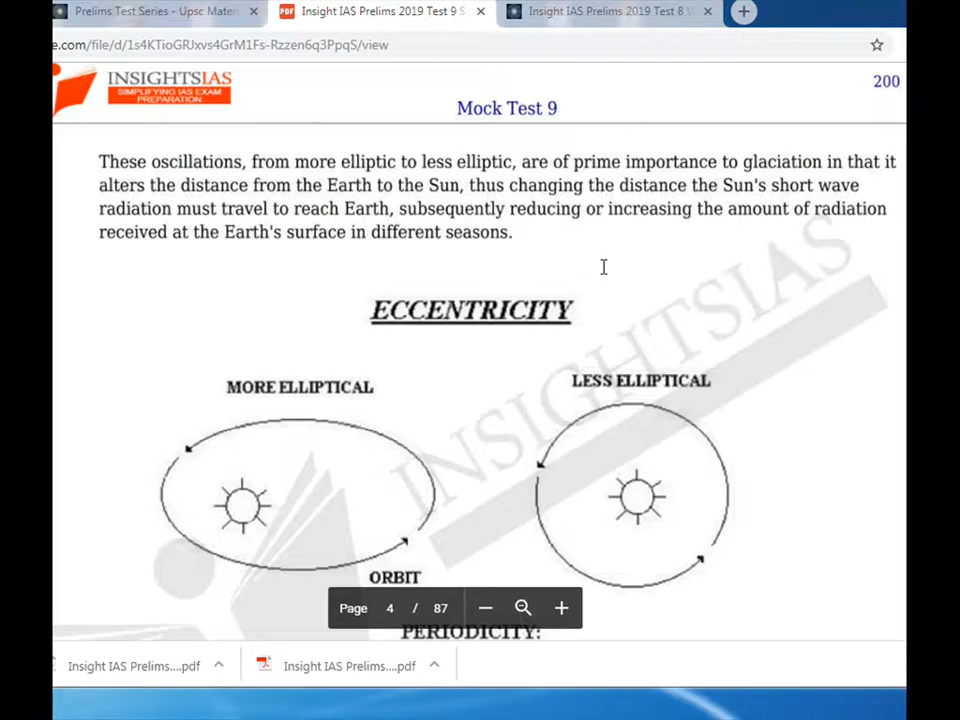 Prelims Test Series - Upsc Mater
Insight IAS Prelims 2019 Test 9 S
Insight IAS Prelims 2019 Test 8 W
e.com/file/d/1s4KTioGRJxvs4GrM1Fs-Rzzen6q3PpqS/view
INSIGHTSIAS
SIMPLIFYING IAS EXAM
PREPARATION
200
Mock Test 9
These oscillations, from more elliptic to less elliptic, are of prime importance to glaciation in that it
alters the distance from the Earth to the Sun, thus changing the distance the Sun's short wave
radiation must travel to reach Earth, subsequently reducing or increasing the amount of radiation
received at the Earth's surface in different seasons.
INSIGHTSIAS
ECCENTRICITY
MORE ELLIPTICAL
LESS ELLIPTICAL
ORBIT
Page 4 / 87
PERIODICITY:
Insight IAS Prelims....pdf
PDF
Insight IAS Prelims....pdf